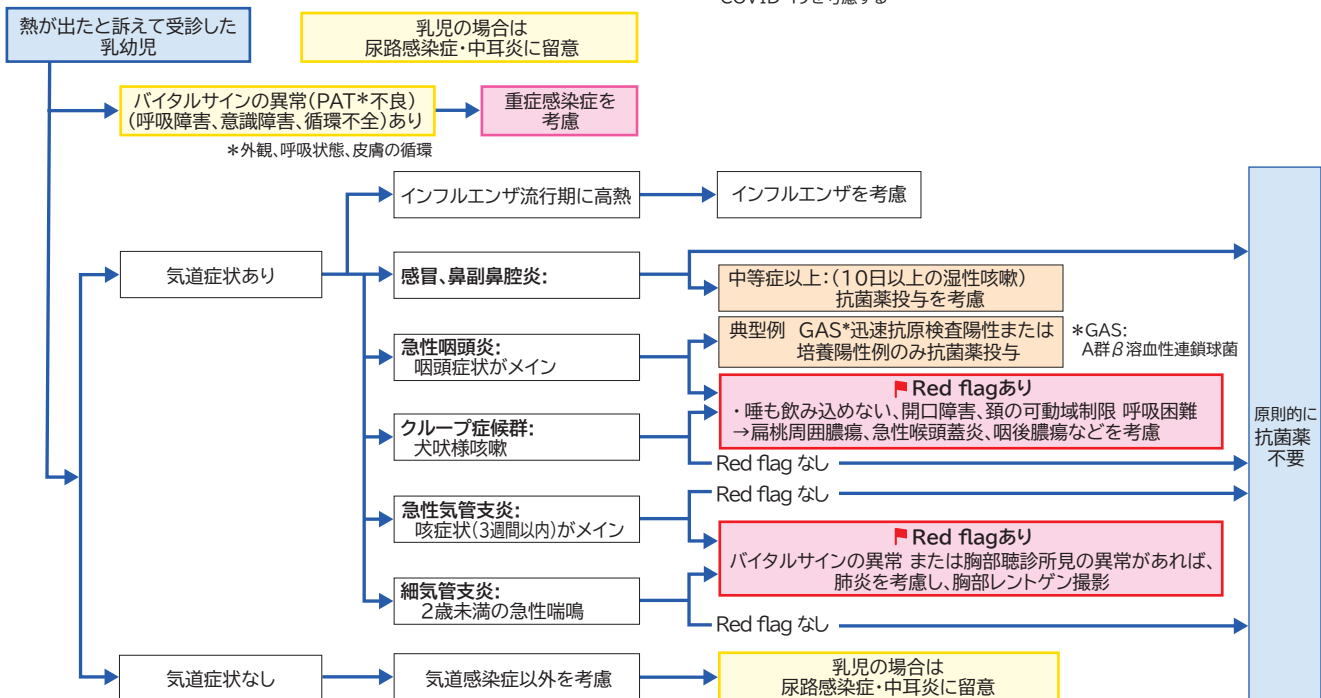 COVID-19を考慮する
熱が出たと訴えて受診した
乳幼児
乳児の場合は
尿路感染症・中耳炎に留意
バイタルサインの異常(PAT*不良)
(呼吸障害、意識障害、循環不全)あり
重症感染症を
考慮
＊外観、呼吸状態、皮膚の循環
気道症状あり
インフルエンザ流行期に高熱
インフルエンザを考慮
感冒、鼻副鼻腔炎:
中等症以上：(10日以上の湿性咳嗽)
抗菌薬投与を考慮
急性咽頭炎:
咽頭症状がメイン
典型例 GAS*迅速抗原検査陽性または
培養陽性例のみ抗菌薬投与
＊GAS:
A群β溶血性連鎖球菌
Red flagあり
・唾も飲み込めない、開口障害、頚の可動域制限 呼吸困難
→扁桃周囲膿瘍、急性喉頭蓋炎、咽後膿瘍などを考慮
クループ症候群:
犬吠様咳嗽
Red flag なし
Red flag なし
急性気管支炎:
咳症状(3週間以内)がメイン
Red flagあり
バイタルサインの異常 または胸部聴診所見の異常があれば、
肺炎を考慮し、胸部レントゲン撮影
細気管支炎:
2歳未満の急性喘鳴
Red flag なし
原則的に
抗菌薬
不要
気道症状なし
気道感染症以外を考慮
乳児の場合は
尿路感染症・中耳炎に留意